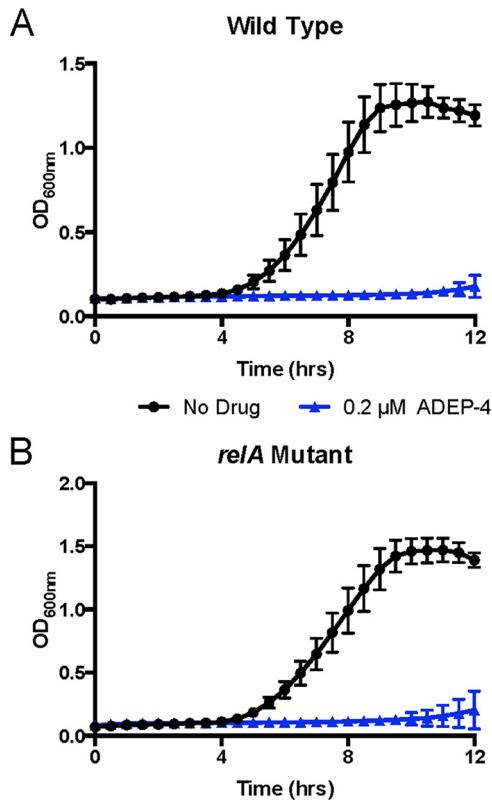 A
Wild Type
1.5
1.0
0.5
0.0
OD600nm
0 4 8 12
Time (hrs)
No Drug 0.2 µM ADEP-4
B
relA Mutant
2.0
1.5
1.0
0.5
0.0
OD600nm
0 4 8 12
Time (hrs)